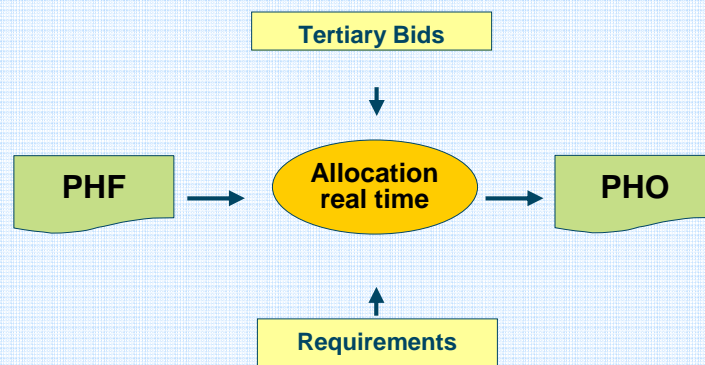 Tertiary Bids
PHF
Allocation
real time
PHO
Requirements